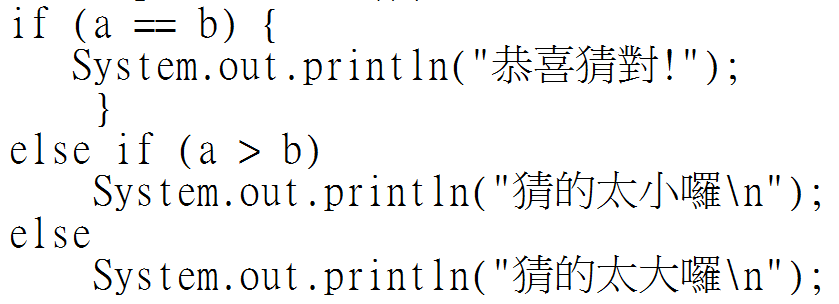 if (a == b) {
System.out.println("恭喜猜對!");
}
else if (a > b)
System.out.println("猜的太小囉\n");
else
System.out.println("猜的太大囉\n");